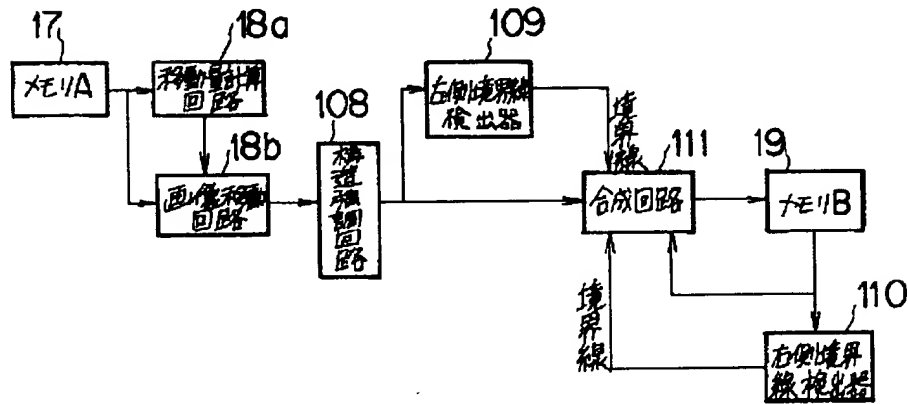 17
メモリA
18a
移動量計算
回路
18b
画像移動
回路
108
構造強調回路
109
左側境界線
検出器
境界線
111
合成回路
19
メモリB
境界線
110
右側境界
線検出器